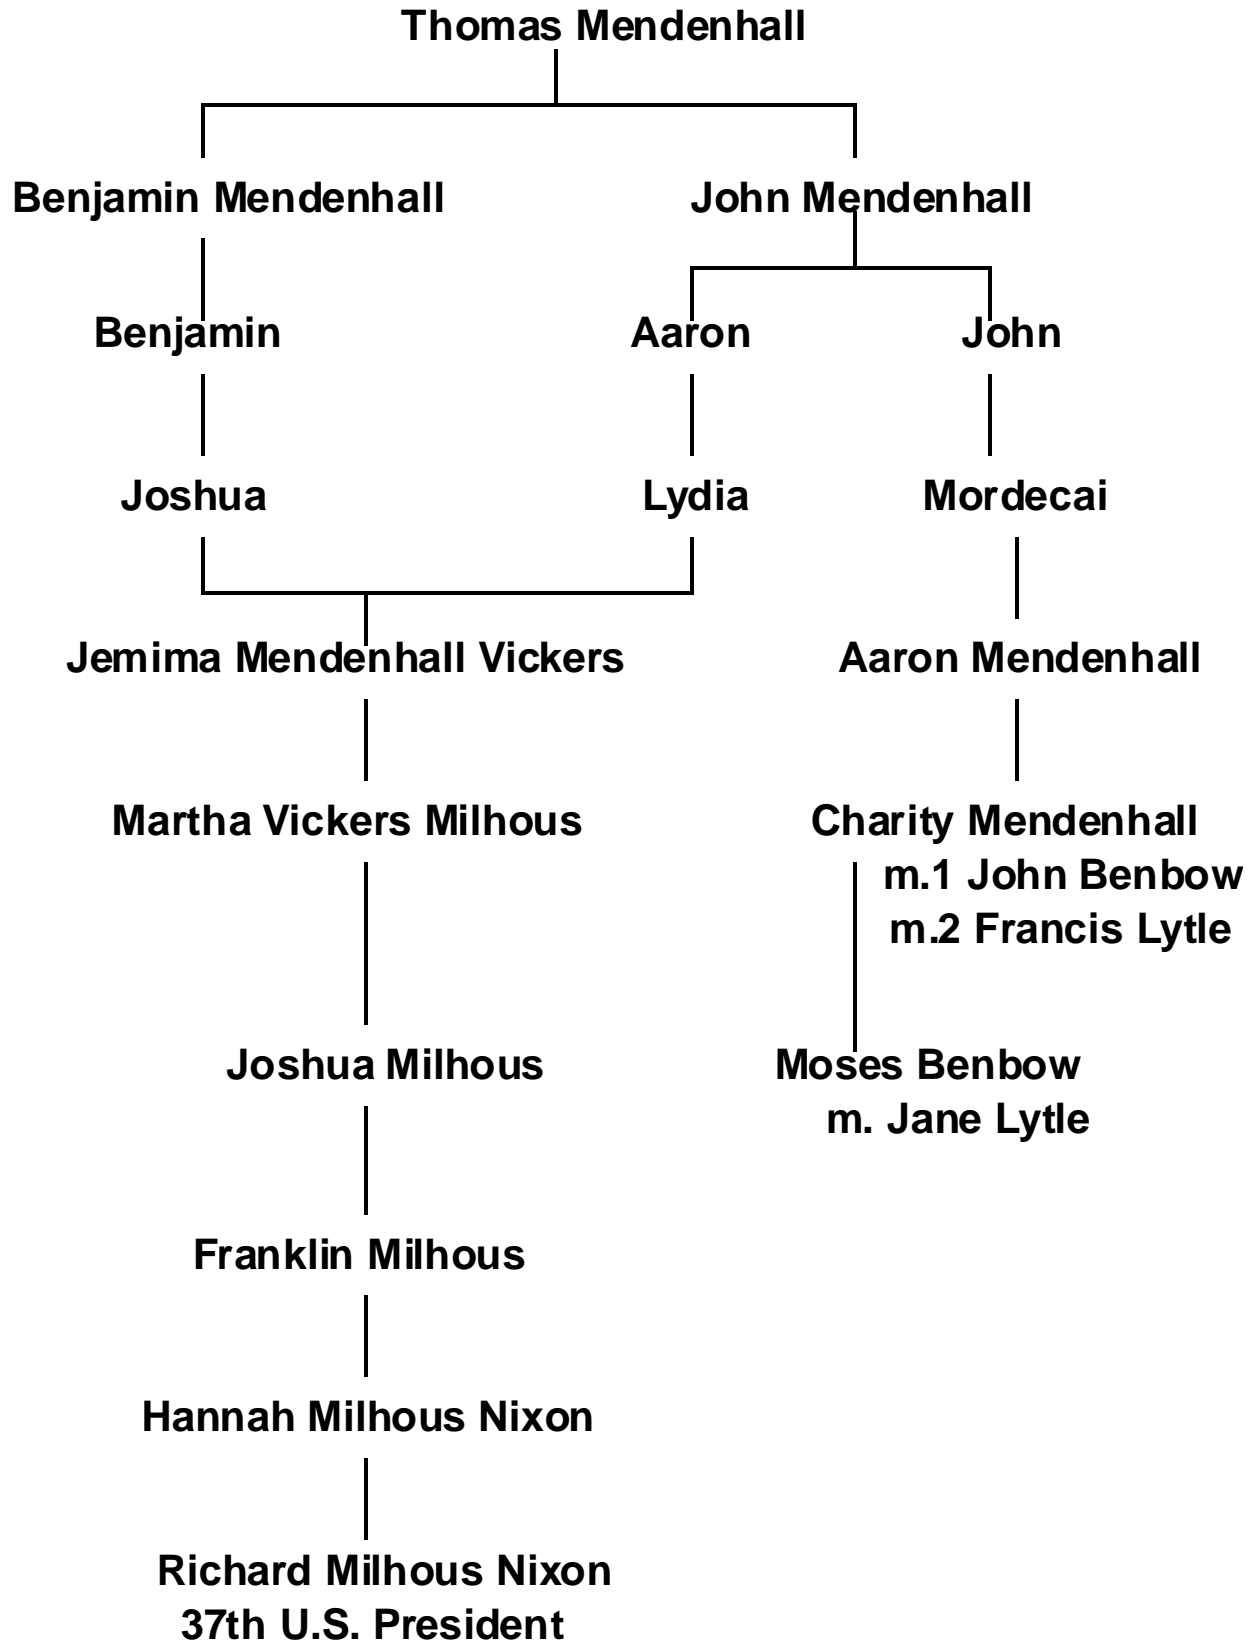 Thomas Mendenhall
Benjamin Mendenhall
John Mendenhall
Benjamin
Aaron
John
Joshua
Lydia
Mordecai
Jemima Mendenhall Vickers
Aaron Mendenhall
Martha Vickers Milhous
Charity Mendenhall
m.1 John Benbow
m.2 Francis Lytle
Joshua Milhous
Moses Benbow
m. Jane Lytle
Franklin Milhous
Hannah Milhous Nixon
Richard Milhous Nixon
37th U.S. President